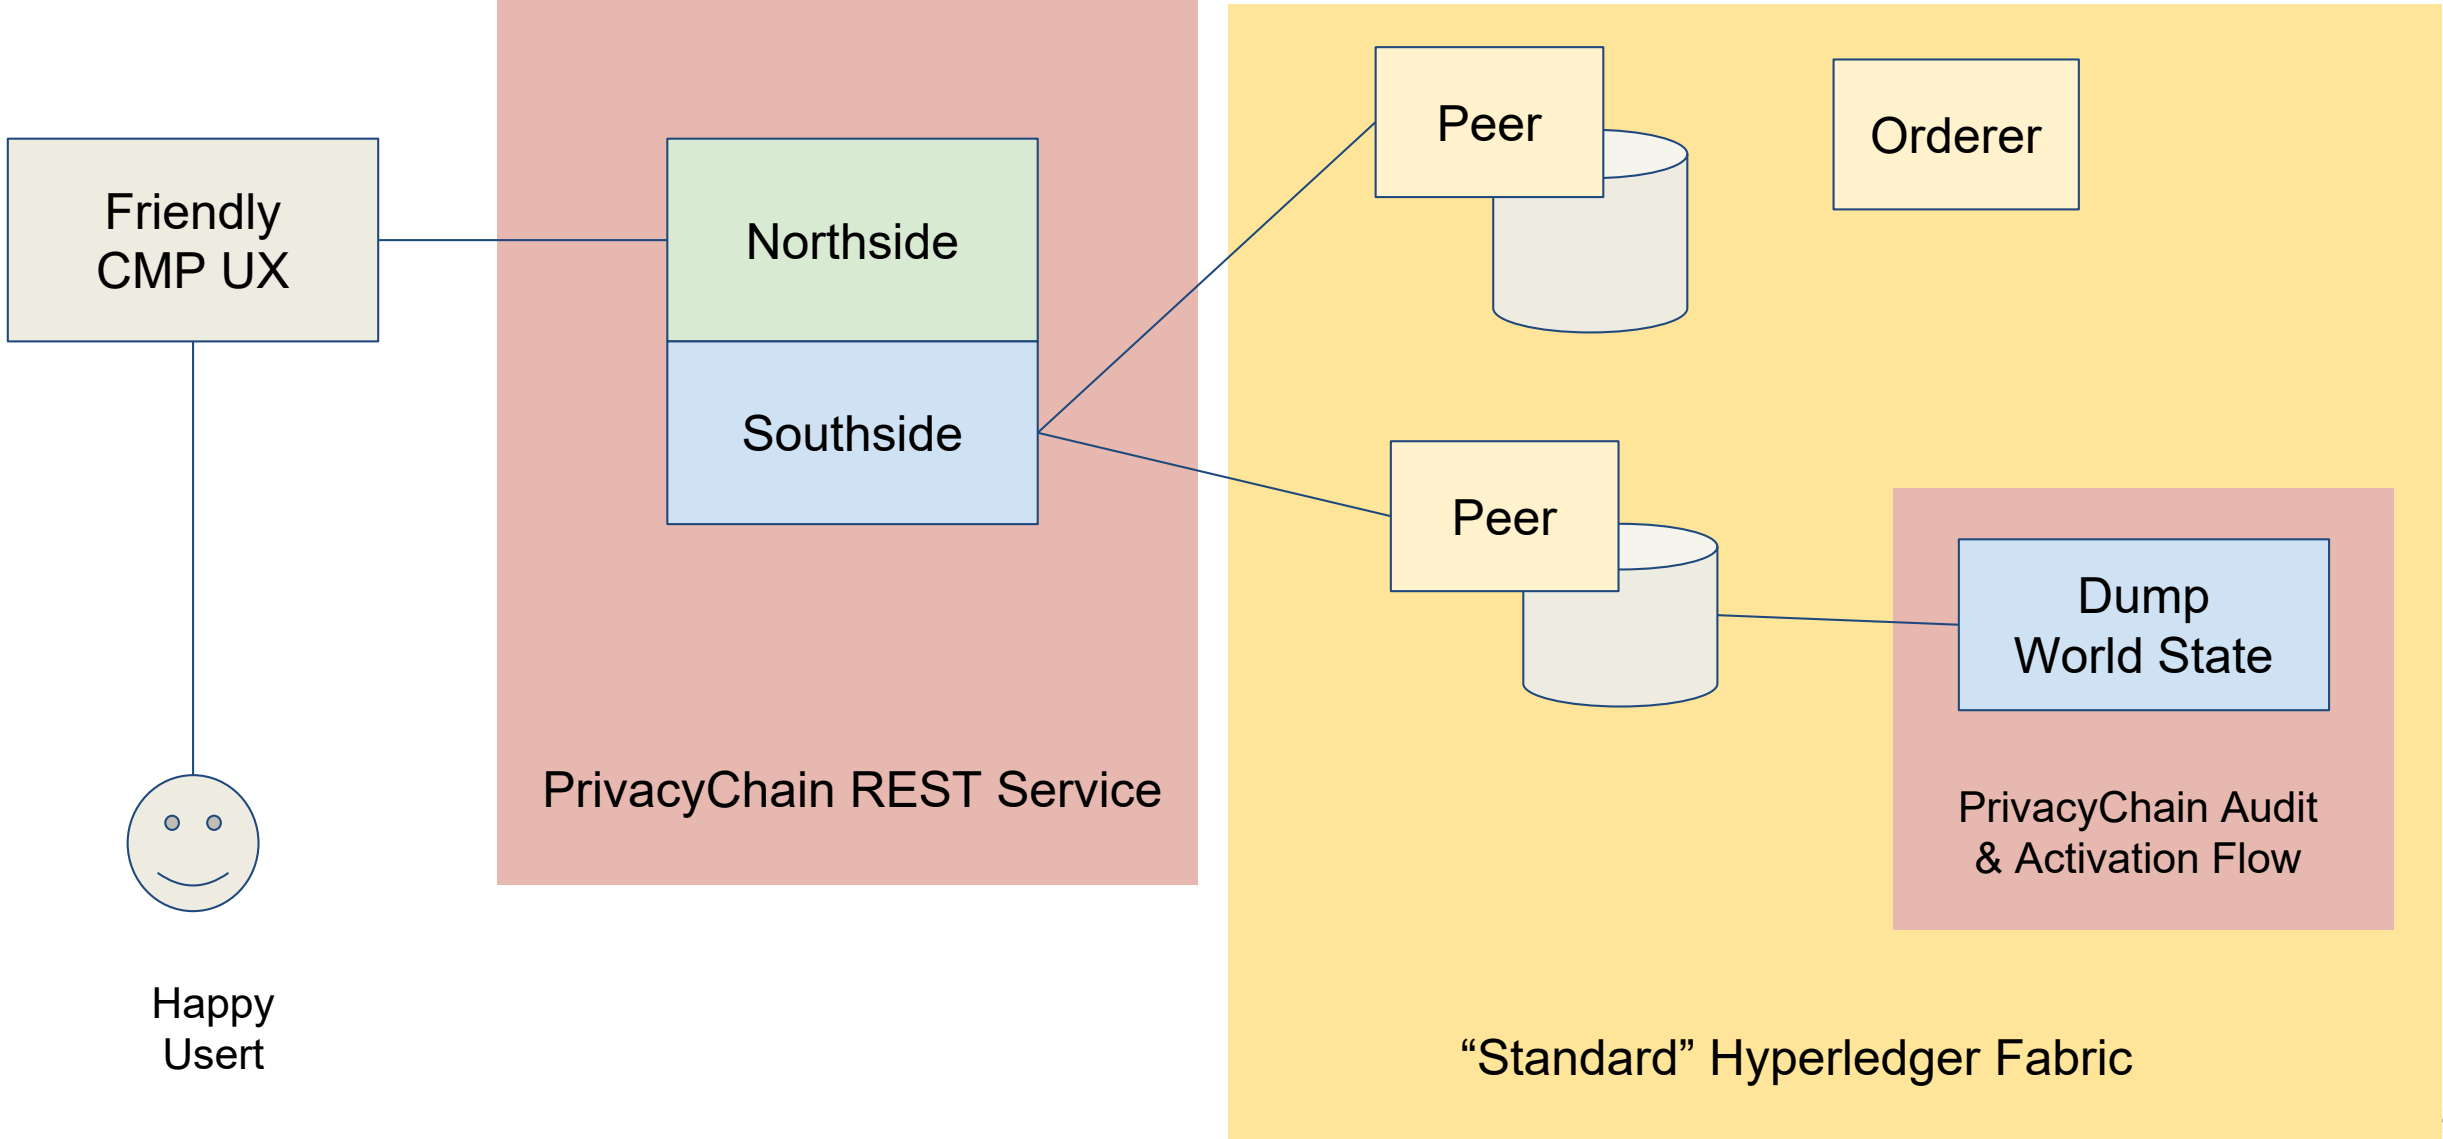 Friendly
CMP UX
Happy
Usert
Northside
Southside
PrivacyChain REST Service
Peer
Orderer
Peer
Dump
World State
PrivacyChain Audit
& Activation Flow
“Standard” Hyperledger Fabric